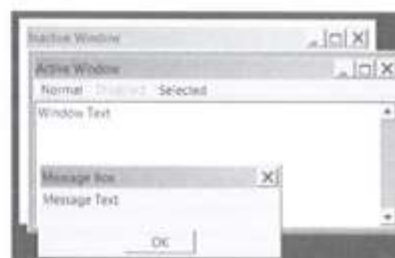 Inactive Window
Active Window
Normal Disabled Selected
Window Text
Message Box
Message Text
OK